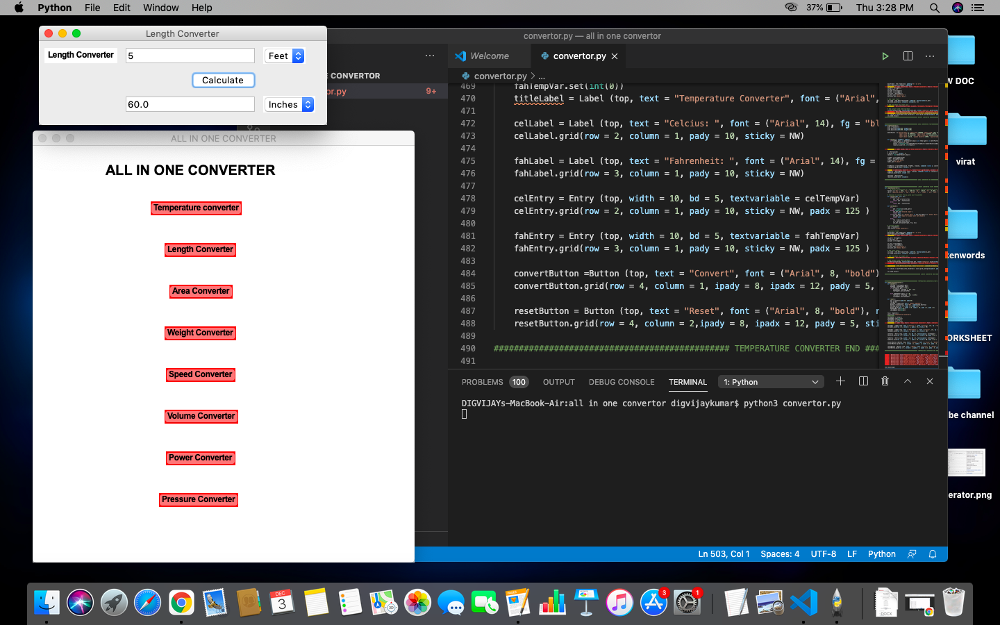 Python File Edit Window Help 37% Thu 3:28 PM
Length Converter
Length Converter 5 Feet
Calculate
60.0 Inches
ALL IN ONE CONVERTER
ALL IN ONE CONVERTER
Temperature converter
Length Converter
Area Converter
Weight Converter
Speed Converter
Volume Converter
Power Converter
Pressure Converter
convertor.py — all in one convertor
E CONVERTOR
or.py 9+
Welcome convertor.py
convertor.py > ...
469 fahTempVar.set(int(0))
470 titleLabel = Label (top, text = "Temperature Converter", font = ("Arial",
471
472 celLabel = Label (top, text = "Celcius: ", font = ("Arial", 14), fg = "bl
473 celLabel.grid(row = 2, column = 1, pady = 10, sticky = NW)
474
475 fahLabel = Label (top, text = "Fahrenheit: ", font = ("Arial", 14), fg =
476 fahLabel.grid(row = 3, column = 1, pady = 10, sticky = NW)
477
478 celEntry = Entry (top, width = 10, bd = 5, textvariable = celTempVar)
479 celEntry.grid(row = 2, column = 1, pady = 10, sticky = NW, padx = 125 )
480
481 fahEntry = Entry (top, width = 10, bd = 5, textvariable = fahTempVar)
482 fahEntry.grid(row = 3, column = 1, pady = 10, sticky = NW, padx = 125 )
483
484 convertButton =Button (top, text = "Convert", font = ("Arial", 8, "bold")
485 convertButton.grid(row = 4, column = 1, ipady = 8, ipadx = 12, pady = 5,
486
487 resetButton = Button (top, text = "Reset", font = ("Arial", 8, "bold"), r
488 resetButton.grid(row = 4, column = 2,ipady = 8, ipadx = 12, pady = 5, sti
489
490 ############################################### TEMPERATURE CONVERTER END ###
491
PROBLEMS 100 OUTPUT DEBUG CONSOLE TERMINAL 1: Python
DIGVIJAYs-MacBook-Air:all in one convertor digvijaykumar$ python3 convertor.py
Ln 503, Col 1 Spaces: 4 UTF-8 LF Python
W DOC
virat
kenwords
ORKSHEET
be channel
erator.png
DEC
3
3D
3
1
DOCX